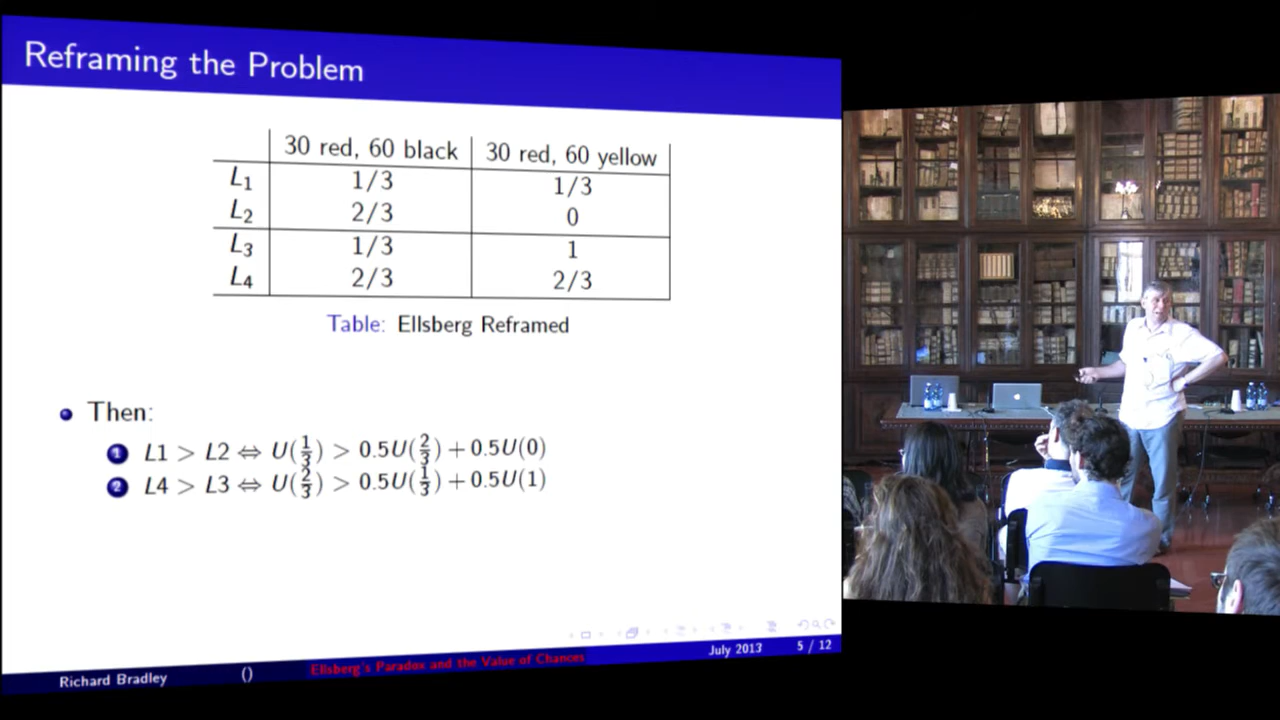 Reframing the Problem
30 red, 60 black 30 red, 60 yellow
L1 1/3 1/3
L2 2/3 0
L3 1/3 1
L4 2/3 2/3
Table: Ellsberg Reframed
Then:
1 L1 > L2 ⇔ U(1/3) > 0.5U(2/3) + 0.5U(0)
2 L4 > L3 ⇔ U(2/3) > 0.5U(1/3) + 0.5U(1)
Richard Bradley () Ellsberg's Paradox and the Value of Chances July 2013 5 / 12